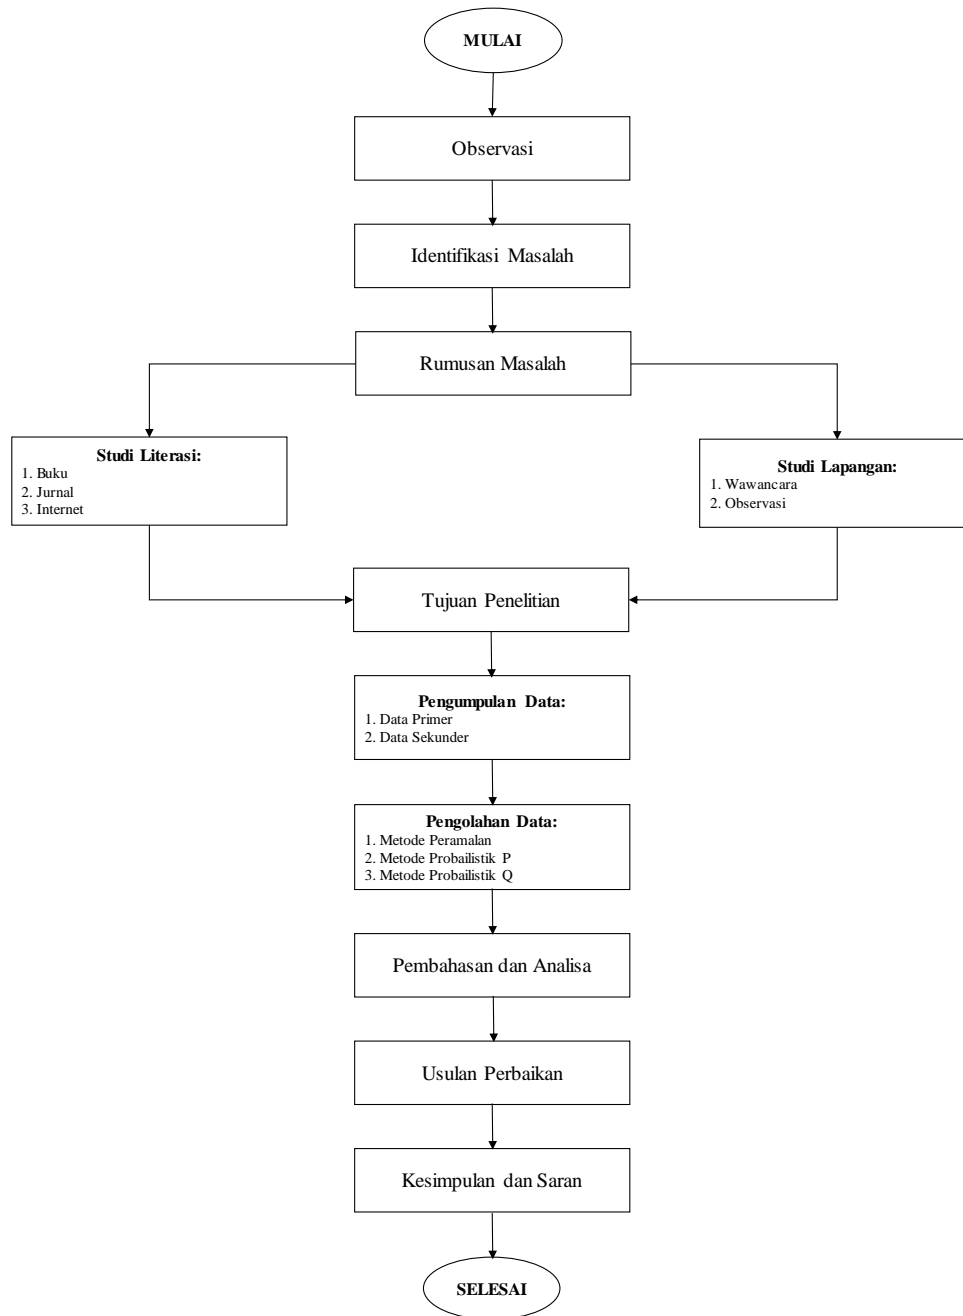 MULAI
Observasi
Identifikasi Masalah
Rumusan Masalah
Studi Literasi:
1. Buku
2. Jurnal
3. Internet
Studi Lapangan:
1. Wawancara
2. Observasi
Tujuan Penelitian
Pengumpulan Data:
1. Data Primer
2. Data Sekunder
Pengolahan Data:
1. Metode Peramalan
2. Metode Probailistik P
3. Metode Probailistik Q
Pembahasan dan Analisa
Usulan Perbaikan
Kesimpulan dan Saran
SELESAI